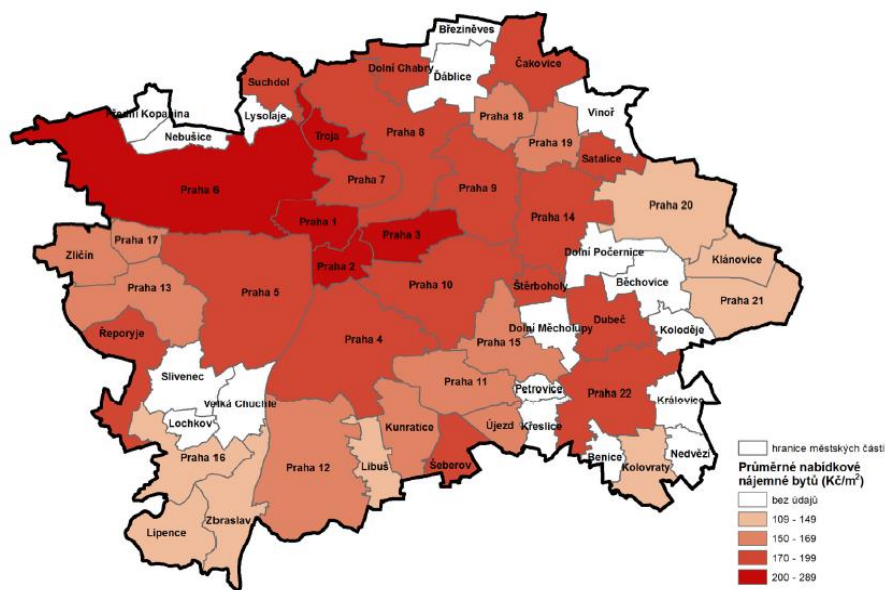 Březiněves
Dolní Chabry
Ďáblice
Čakovice
Suchdol
Přední Kopanina
Lysolaje
Nebušice
Vinoř
Troja
Praha 8
Praha 18
Praha 19
Satalice
Praha 6
Praha 7
Praha 9
Praha 20
Praha 1
Praha 3
Praha 14
Praha 17
Zličín
Praha 2
Dolní Počernice
Klánovice
Praha 13
Praha 5
Praha 10
Štěrboholy
Běchovice
Praha 21
Řeporyje
Praha 4
Dolní Měcholupy
Dubeč
Koloděje
Praha 15
Slivenec
Praha 11
Petrovice
Praha 22
Velká Chuchle
Královice
Lochkov
Kunratice
Újezd
Křeslice
Praha 16
Praha 12
Libuš
Šeberov
Benice
Kolovraty
Nedvězí
Zbraslav
Lipence
hranice městských částí
Průměrné nabídkové
nájemné bytů (Kč/m²)
bez údajů
109 - 149
150 - 169
170 - 199
200 - 289